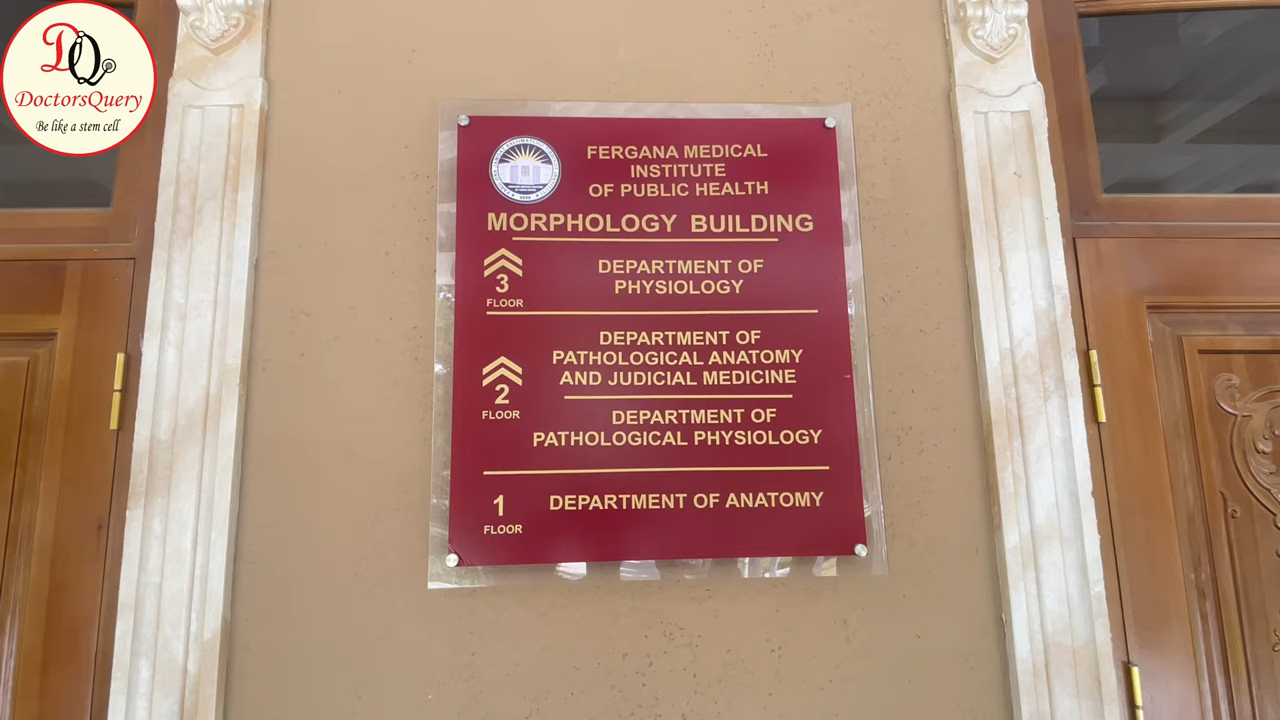 DQ
DoctorsQuery
Be like a stem cell
FERGANA MEDICAL
INSTITUTE
OF PUBLIC HEALTH
MORPHOLOGY BUILDING
3
FLOOR
DEPARTMENT OF
PHYSIOLOGY
2
FLOOR
DEPARTMENT OF
PATHOLOGICAL ANATOMY
AND JUDICIAL MEDICINE
DEPARTMENT OF
PATHOLOGICAL PHYSIOLOGY
1
FLOOR
DEPARTMENT OF ANATOMY